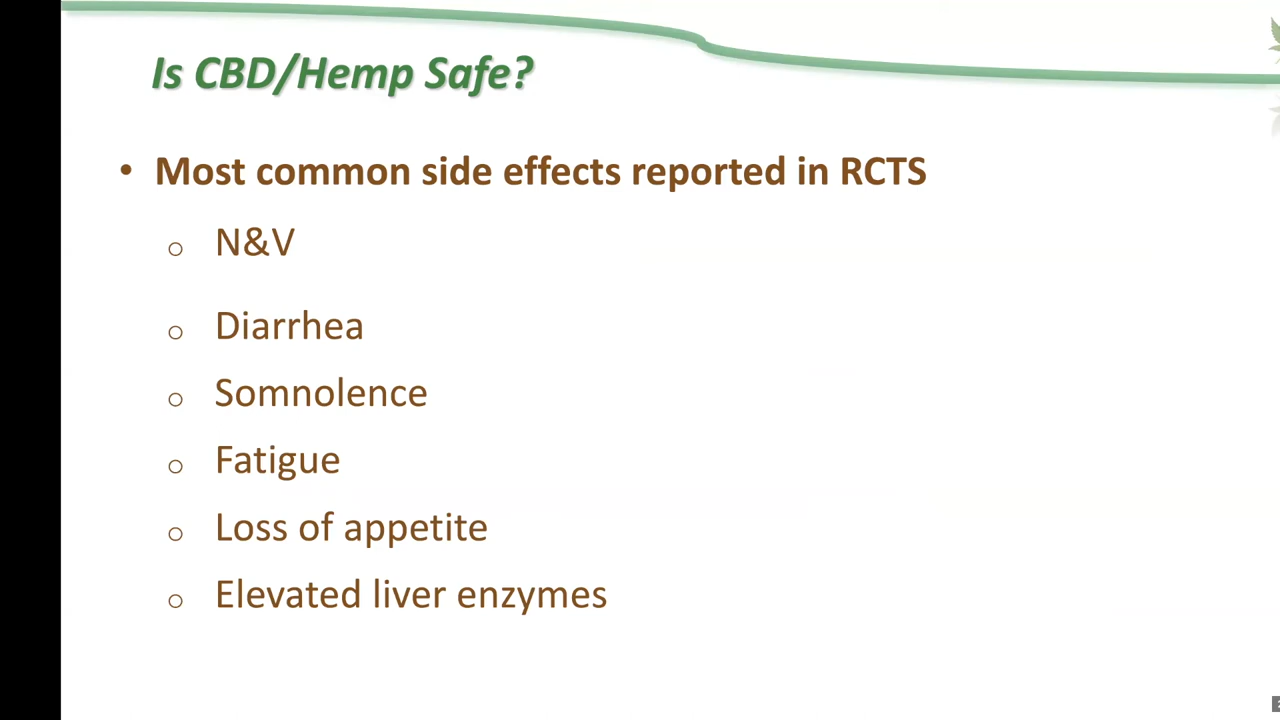 Is CBD/Hemp Safe?
• Most common side effects reported in RCTS
o N&V
o Diarrhea
o Somnolence
o Fatigue
o Loss of appetite
o Elevated liver enzymes